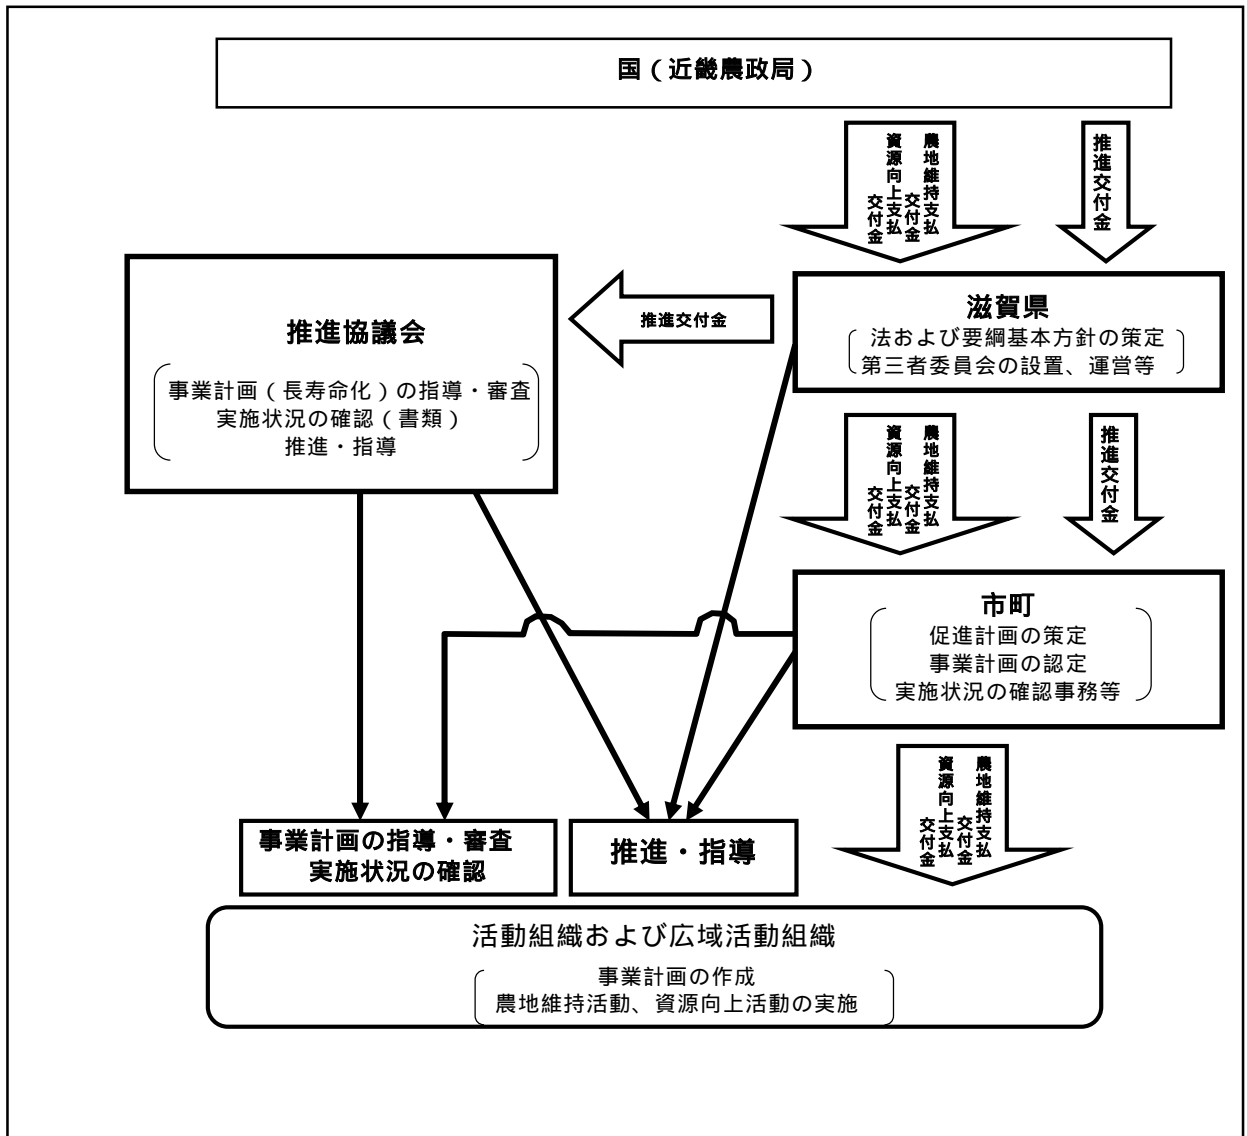 国（近畿農政局）
農地維持支払
交付金
資源向上支払
交付金
推進交付金
推進協議会
事業計画（長寿命化）の指導・審査
実施状況の確認（書類）
推進・指導
推進交付金
滋賀県
法および要綱基本方針の策定
第三者委員会の設置、運営等
農地維持支払
交付金
資源向上支払
交付金
推進交付金
市町
促進計画の策定
事業計画の認定
実施状況の確認事務等
農地維持支払
交付金
資源向上支払
交付金
事業計画の指導・審査
実施状況の確認
推進・指導
活動組織および広域活動組織
事業計画の作成
農地維持活動、資源向上活動の実施